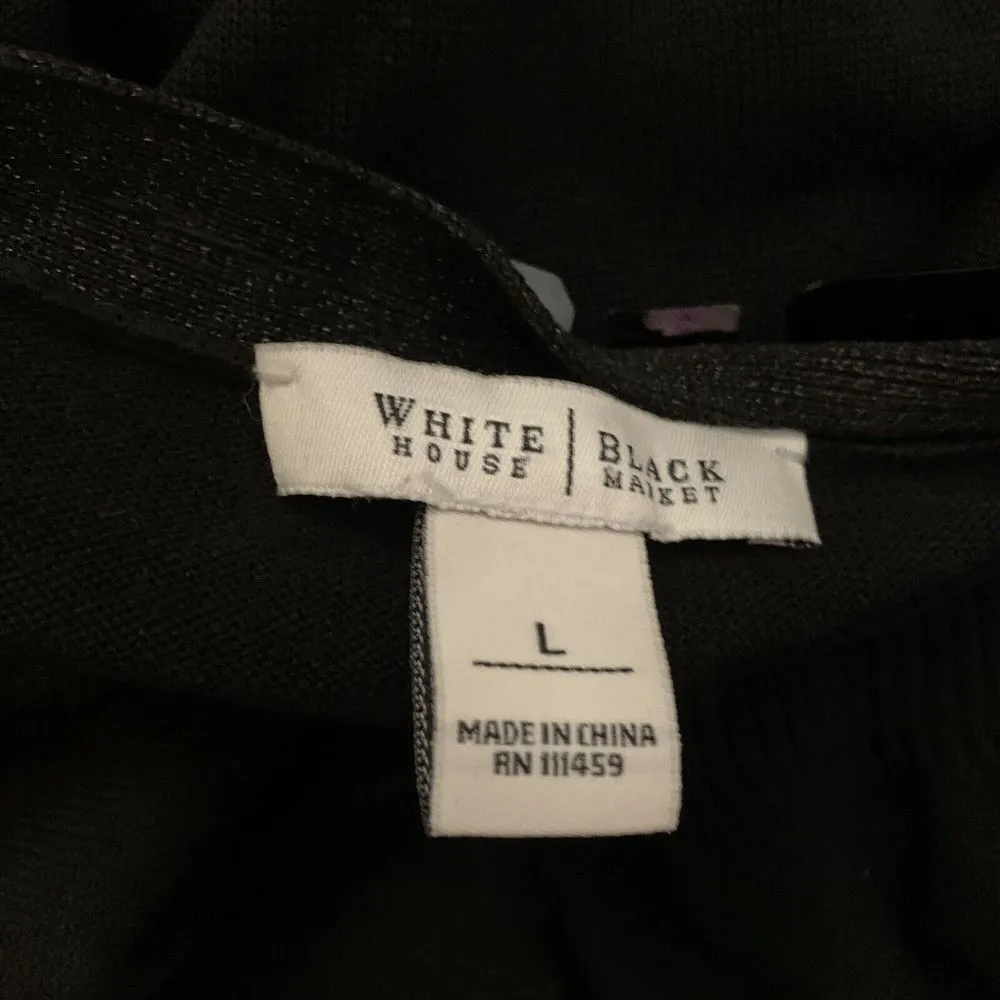 WHITE | BLACK
HOUSE | MARKET
L
MADE IN CHINA
RN 111459